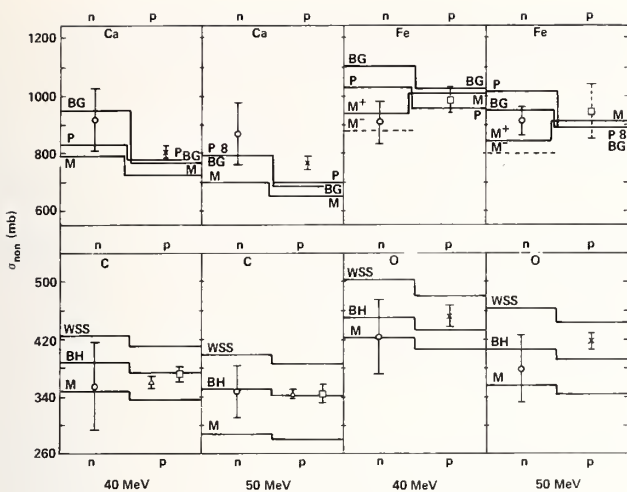 n p n p n p n p
Ca Ca Fe Fe
1200
1000
800
600
BG
P
M
P
BG
M
P 8
BG
M
P
BG
M
BG
P
M+
M-
M
P
P
BG
M+
M-
M
P 8
BG
σnon (mb)
n p n p n p n p
C C O O
500
420
340
260
WSS
BH
M
WSS
BH
M
WSS
BH
M
WSS
BH
M
n p n p n p n p
40 MeV 50 MeV 40 MeV 50 MeV